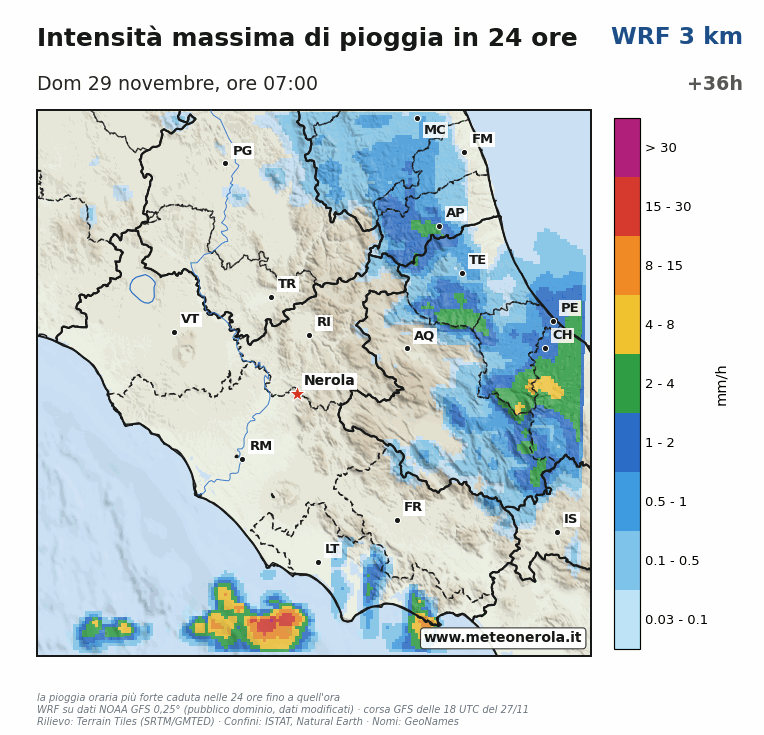 Intensità massima di pioggia in 24 ore
WRF 3 km
Dom 29 novembre, ore 07:00
+36h
MC
FM
PG
AP
TE
TR
PE
VT
RI
CH
AQ
Nerola
RM
FR
IS
LT
www.meteonerola.it
> 30
15 - 30
8 - 15
4 - 8
2 - 4
1 - 2
0.5 - 1
0.1 - 0.5
0.03 - 0.1
mm/h
la pioggia oraria più forte caduta nelle 24 ore fino a quell'ora
WRF su dati NOAA GFS 0,25° (pubblico dominio, dati modificati) · corsa GFS delle 18 UTC del 27/11
Rilievo: Terrain Tiles (SRTM/GMTED) · Confini: ISTAT, Natural Earth · Nomi: GeoNames